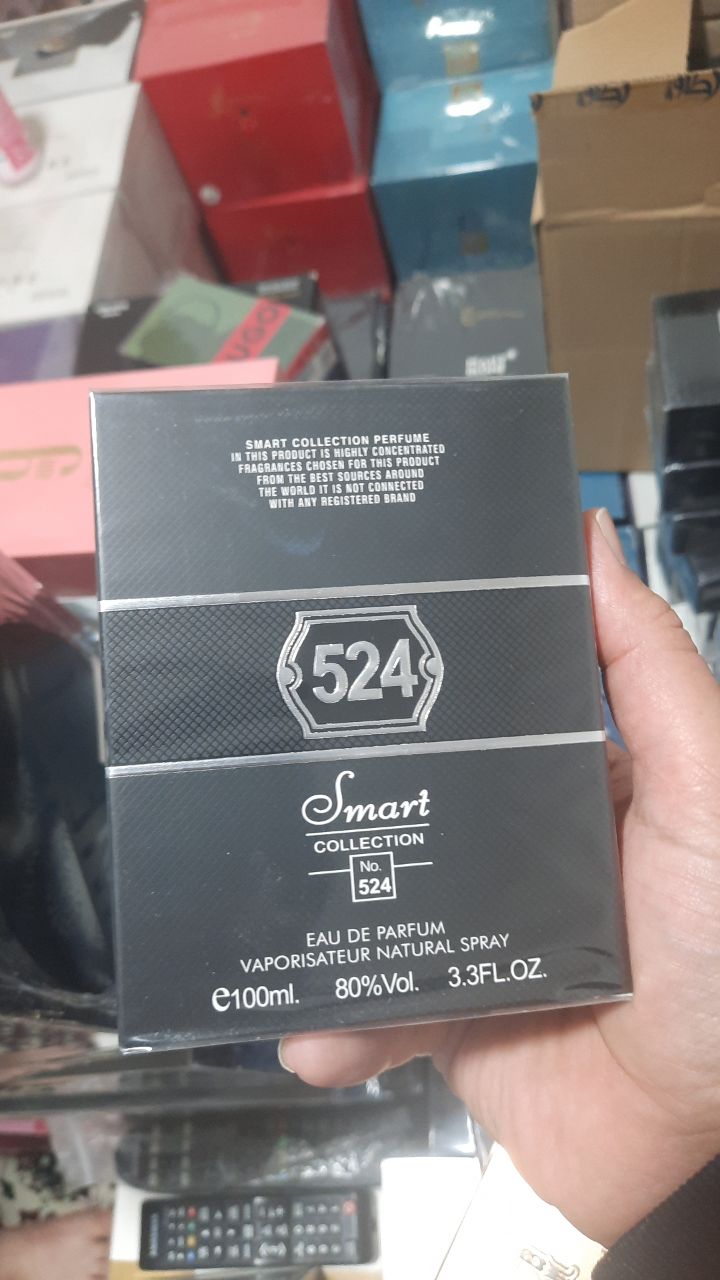 SMART COLLECTION PERFUME
IN THIS PRODUCT IS HIGHLY CONCENTRATED
FRAGRANCES CHOSEN FOR THIS PRODUCT
FROM THE BEST SOURCES AROUND
THE WORLD IT IS NOT CONNECTED
WITH ANY REGISTERED BRAND
524
Smart
COLLECTION
No.
524
EAU DE PARFUM
VAPORISATEUR NATURAL SPRAY
e100ml. 80%Vol. 3.3FL.OZ.